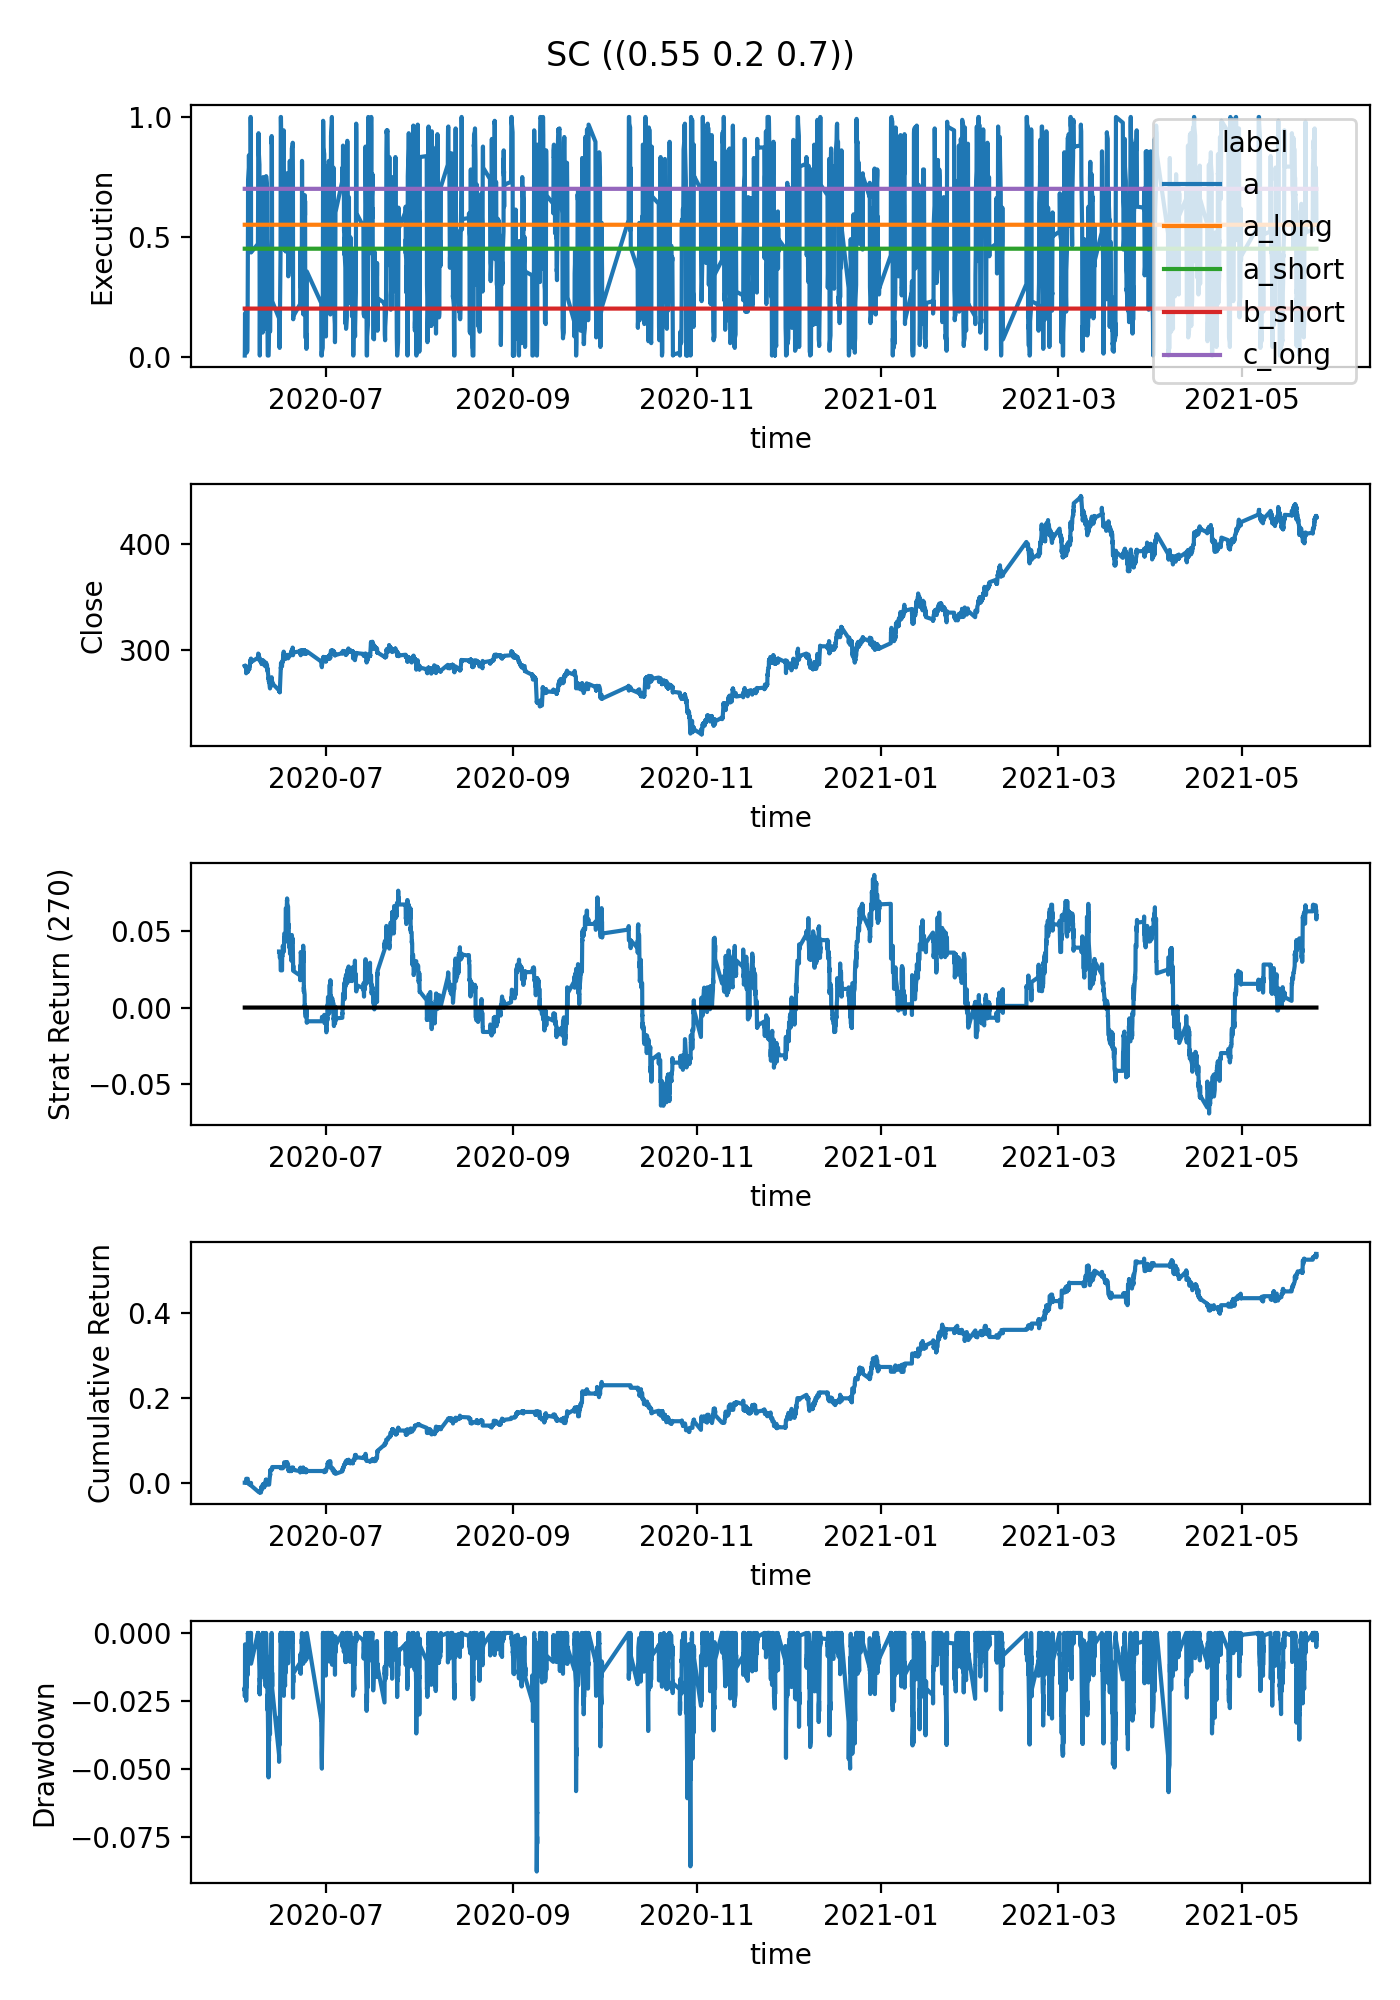 SC ((0.55 0.2 0.7))
1.0
0.5
0.0
Execution
label
a
a_long
a_short
b_short
c_long
2020-07 2020-09 2020-11 2021-01 2021-03 2021-05
time
400
300
Close
2020-07 2020-09 2020-11 2021-01 2021-03 2021-05
time
0.05
0.00
−0.05
Strat Return (270)
2020-07 2020-09 2020-11 2021-01 2021-03 2021-05
time
0.4
0.2
0.0
Cumulative Return
2020-07 2020-09 2020-11 2021-01 2021-03 2021-05
time
0.000
−0.025
−0.050
−0.075
Drawdown
2020-07 2020-09 2020-11 2021-01 2021-03 2021-05
time